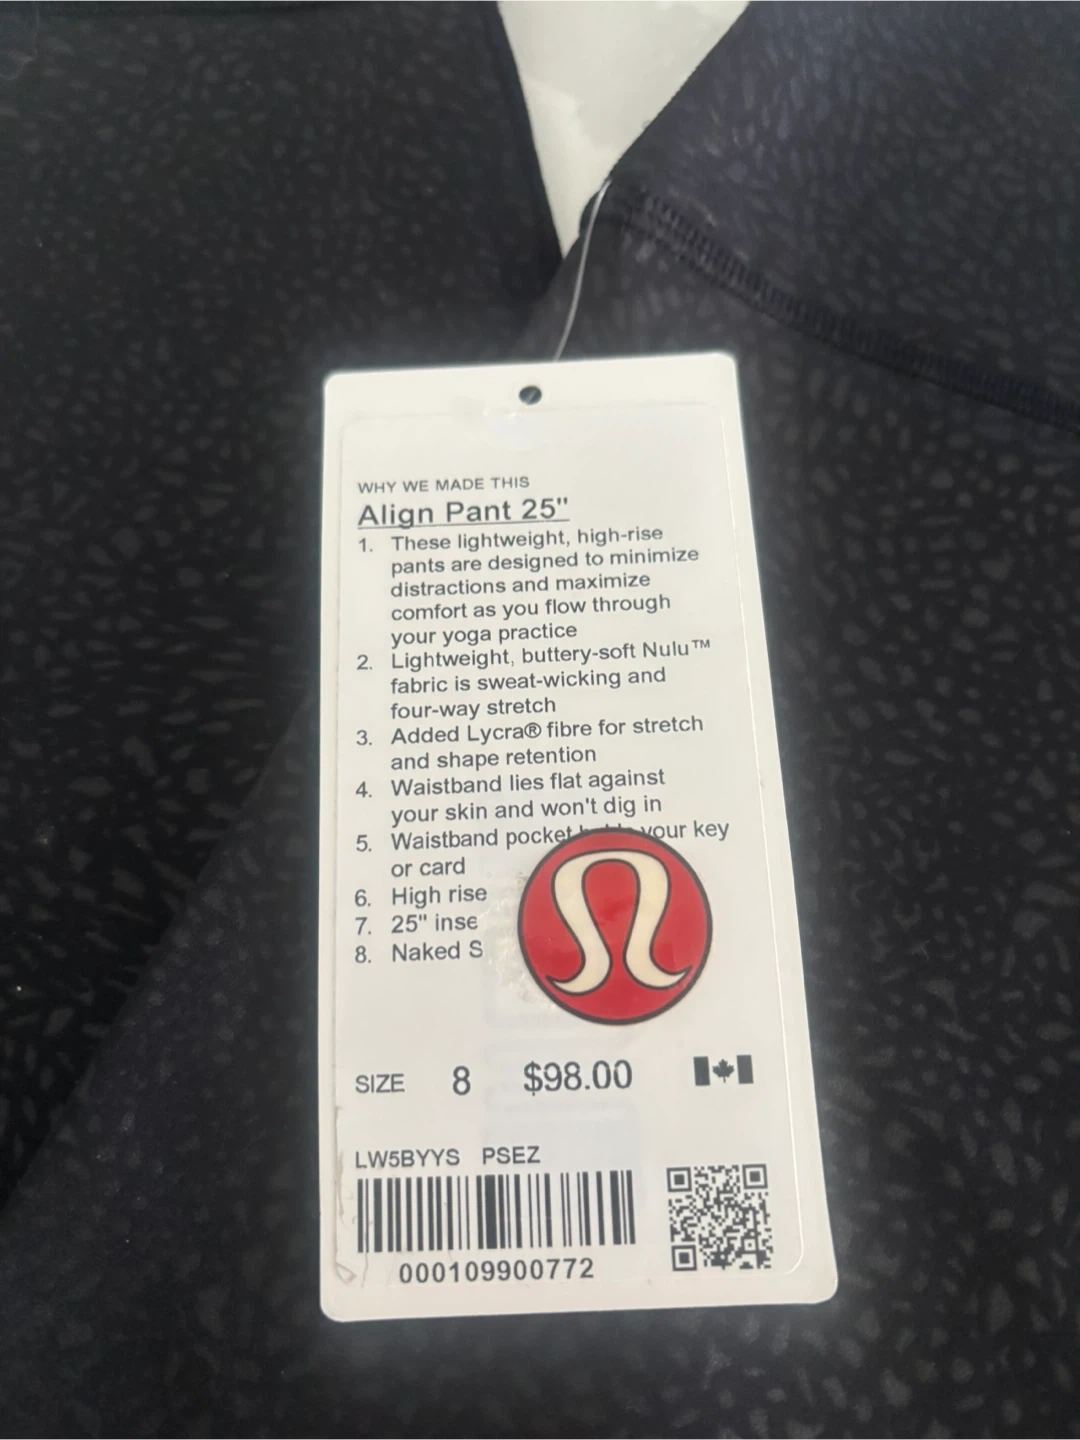 WHY WE MADE THIS
Align Pant 25"
1. These lightweight, high-rise
pants are designed to minimize
distractions and maximize
comfort as you flow through
your yoga practice
2. Lightweight, buttery-soft Nulu™
fabric is sweat-wicking and
four-way stretch
3. Added Lycra® fibre for stretch
and shape retention
4. Waistband lies flat against
your skin and won't dig in
5. Waistband pocket your key
or card
6. High rise
7. 25" inse
8. Naked S
SIZE 8 $98.00
LW5BYYS PSEZ
000109900772